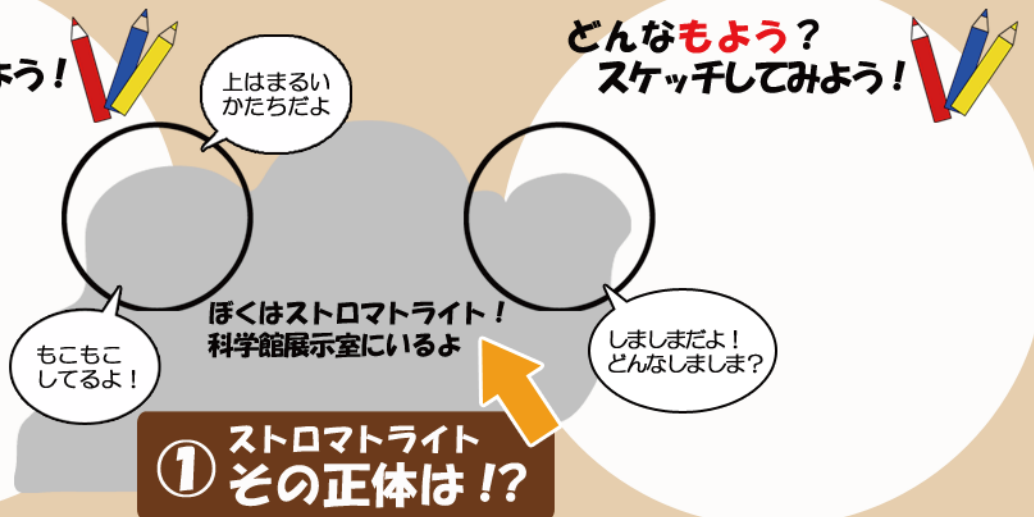 よう！
どんなもよう？
スケッチしてみよう！
上はまるい
かたちだよ
もこもこ
してるよ！
ぼくはストロマトライト！
科学館展示室にいるよ
しましまだよ！
どんなしましま？
① ストロマトライト
その正体は!?